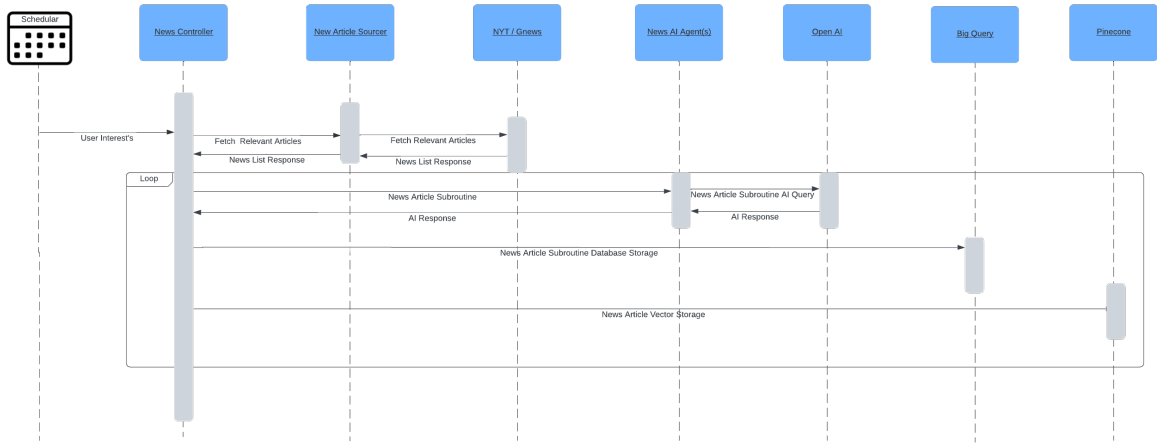 Schedular
News Controller
New Article Sourcer
NYT / Gnews
News AI Agent(s)
Open AI
Big Query
Pinecone
User Interest's
Fetch Relevant Articles
Fetch Relevant Articles
News List Response
News List Response
Loop
News Article Subroutine
News Article Subroutine AI Query
AI Response
AI Response
News Article Subroutine Database Storage
News Article Vector Storage